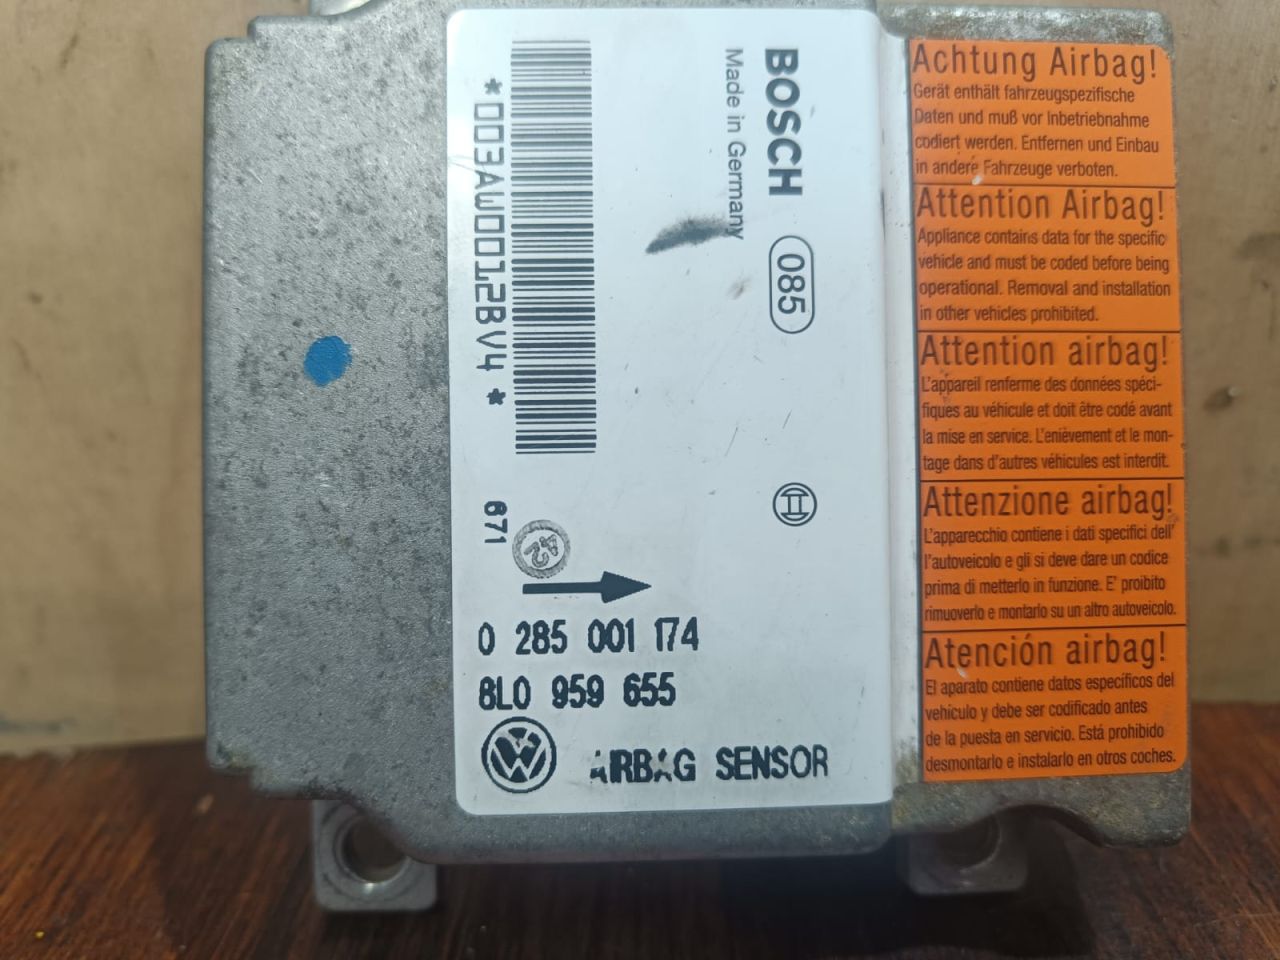 BOSCH
Made in Germany
085
*003AW0012BV4*
671
42
0 285 001 174
8L0 959 655
VW
AIRBAG SENSOR
Achtung Airbag!
Gerät enthält fahrzeugspezifische
Daten und muß vor Inbetriebnahme
codiert werden. Entfernen und Einbau
in andere Fahrzeuge verboten.
Attention Airbag!
Appliance contains data for the specific
vehicle and must be coded before being
operational. Removal and installation
in other vehicles prohibited.
Attention airbag!
L'appareil renferme des données spéci-
fiques au véhicule et doit être codé avant
la mise en service. L'enièvement et le mon-
tage dans d'autres véhicules est interdit.
Attenzione airbag!
L'apparecchio contiene i dati specifici dell'
l'autoveicolo e gli si deve dare un codice
prima di metterlo in funzione. E' proibito
rimuoverlo e montarlo su un altro autoveicolo.
Atención airbag!
El aparato contiene datos específicos del
vehículo y debe ser codificado antes
de la puesta en servicio. Está prohibido
desmontarlo e instalarlo en otros coches.